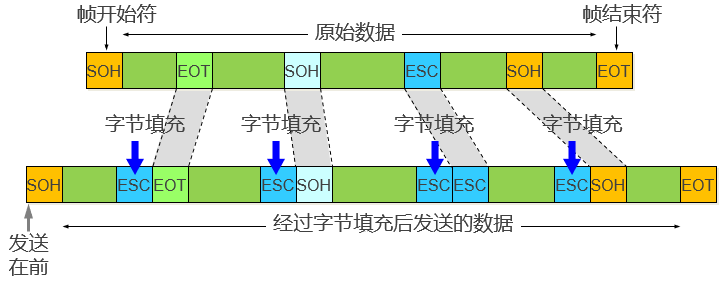 帧开始符
原始数据
帧结束符
SOH EOT SOH ESC SOH EOT
字节填充 字节填充 字节填充 字节填充
SOH ESC EOT ESC SOH ESC ESC ESC SOH EOT
经过字节填充后发送的数据
发送
在前